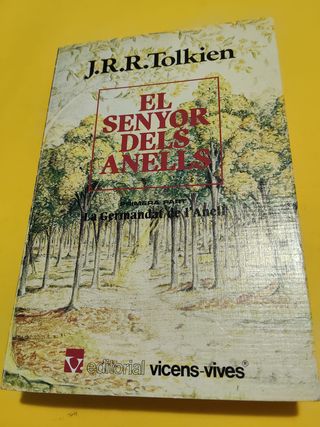 J.R.R.Tolkien
EL
SENYOR
DELS
ANELLS
PRIMERA PART
La Germandat de l'Anell
V editorial vicens-vives®